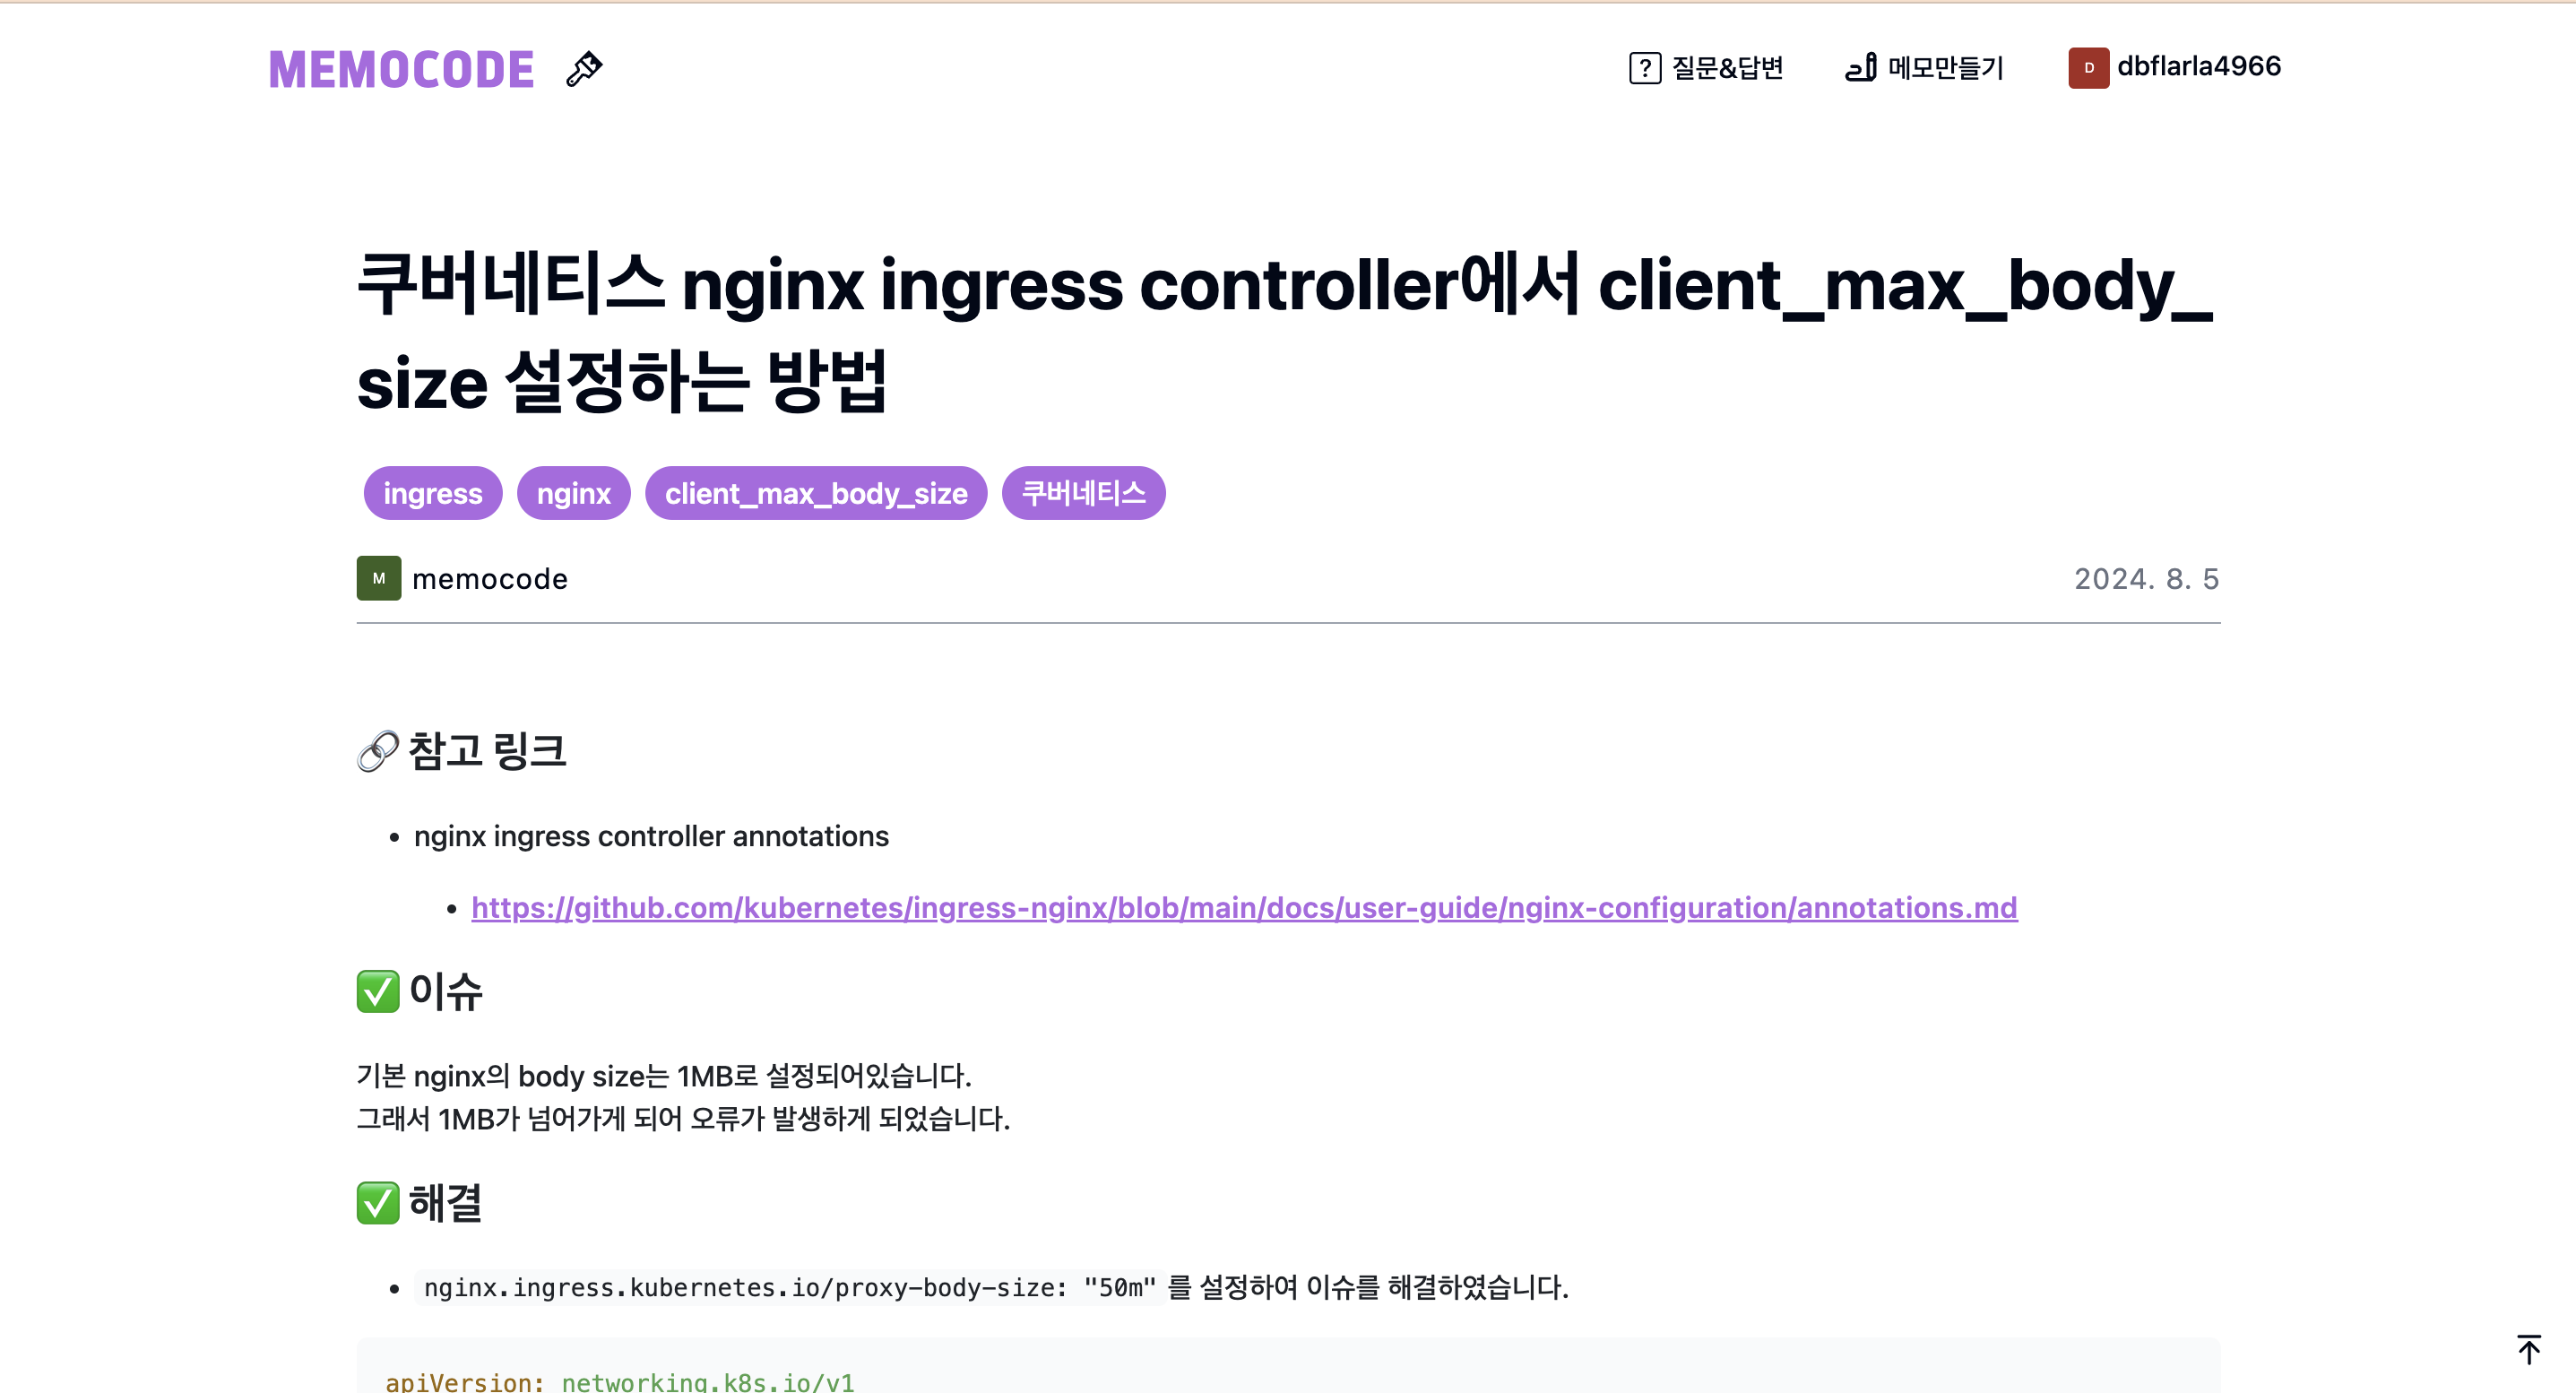 MEMOCODE
질문&답변
메모만들기
D dbflarla4966
쿠버네티스 nginx ingress controller에서 client_max_body_
size 설정하는 방법
ingress nginx client_max_body_size 쿠버네티스
M memocode 2024. 8. 5
참고 링크
• nginx ingress controller annotations
• https://github.com/kubernetes/ingress-nginx/blob/main/docs/user-guide/nginx-configuration/annotations.md
이슈
기본 nginx의 body size는 1MB로 설정되어있습니다.
그래서 1MB가 넘어가게 되어 오류가 발생하게 되었습니다.
해결
• nginx.ingress.kubernetes.io/proxy-body-size: "50m" 를 설정하여 이슈를 해결하였습니다.
apiVersion: networking.k8s.io/v1